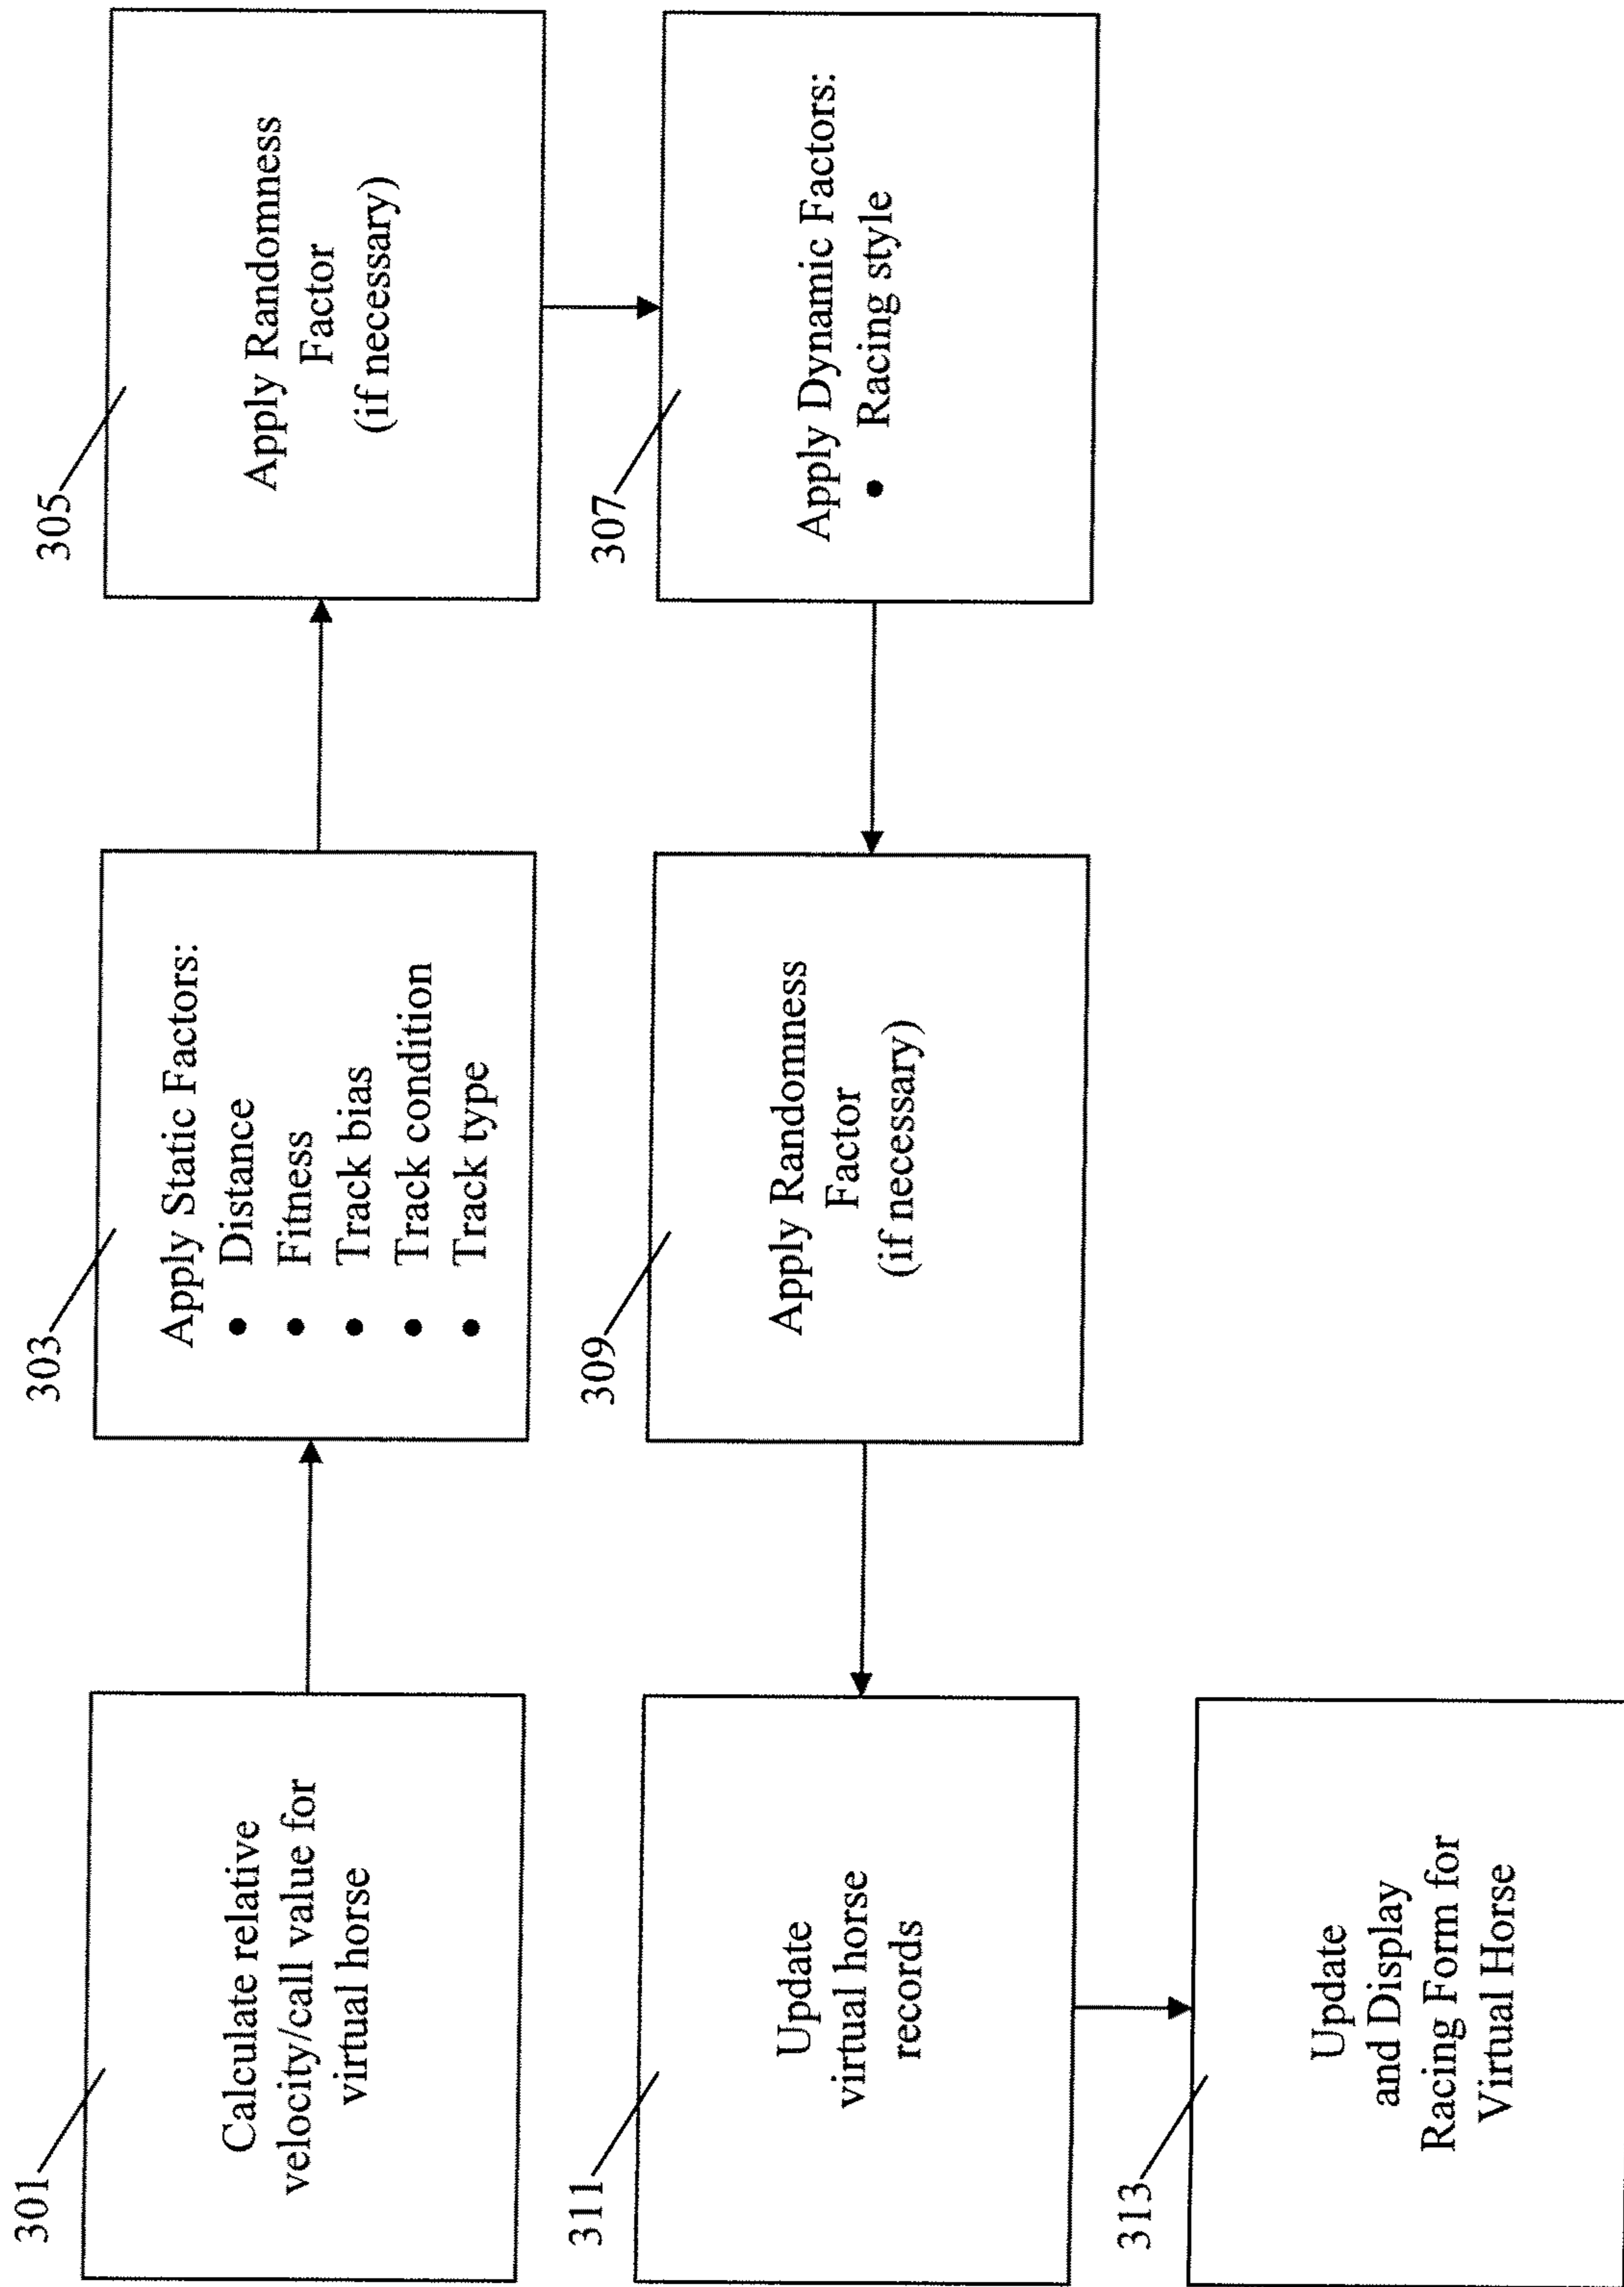 301
Calculate relative
velocity/call value for
virtual horse
303
Apply Static Factors:
• Distance
• Fitness
• Track bias
• Track condition
• Track type
305
Apply Randomness
Factor
(if necessary)
307
Apply Dynamic Factors:
• Racing style
309
Apply Randomness
Factor
(if necessary)
311
Update
virtual horse
records
313
Update
and Display
Racing Form for
Virtual Horse